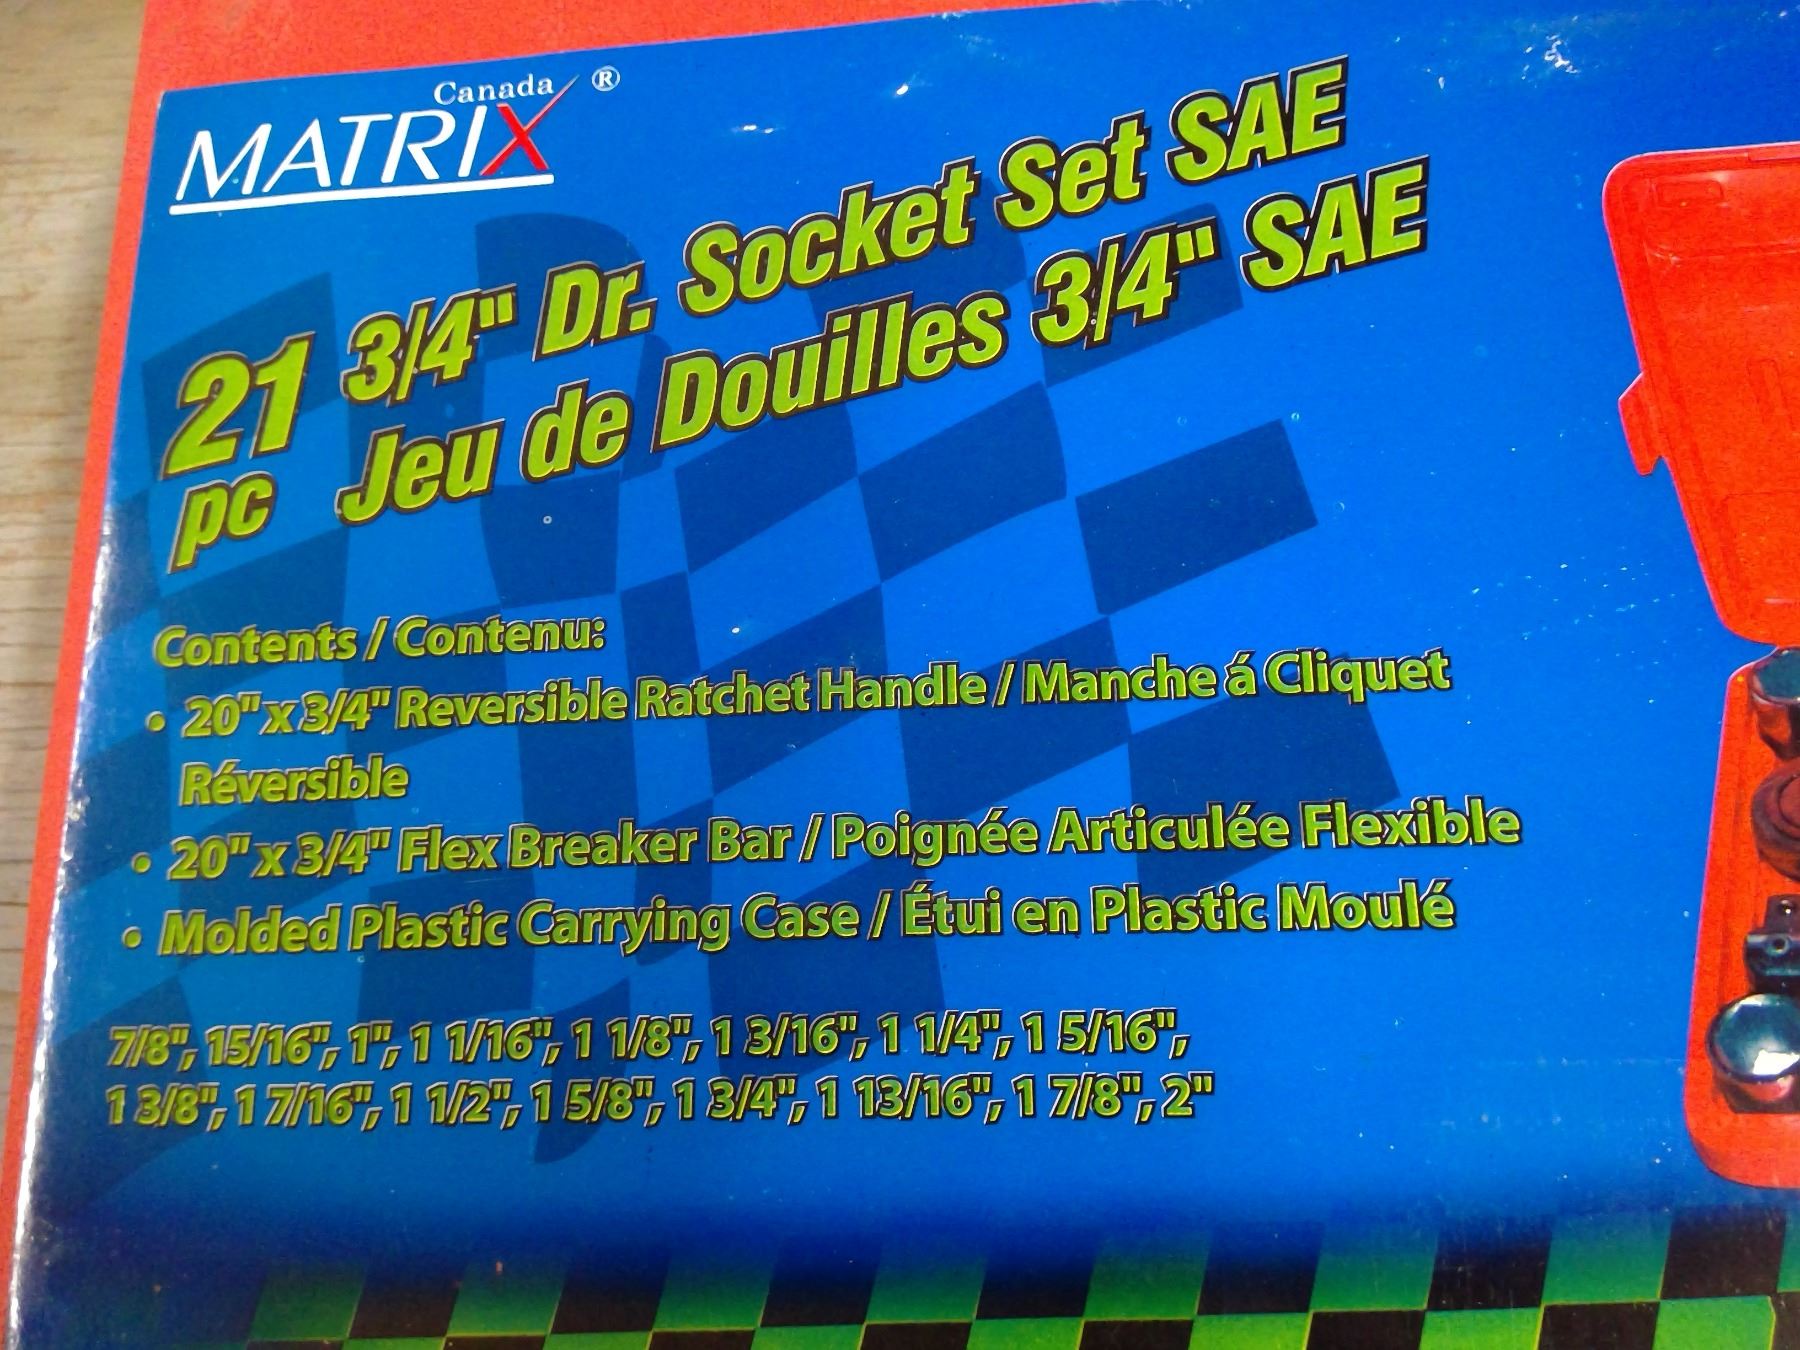 Canada ®
MATRIX
21 pc
3/4" Dr. Socket Set SAE
Jeu de Douilles 3/4" SAE
Contents / Contenu:
• 20" x 3/4" Reversible Ratchet Handle / Manche á Cliquet
Réversible
• 20" x 3/4" Flex Breaker Bar / Poignée Articulée Flexible
• Molded Plastic Carrying Case / Étui en Plastic Moulé
7/8", 15/16", 1", 1 1/16", 1 1/8", 1 3/16", 1 1/4", 1 5/16",
1 3/8", 1 7/16", 1 1/2", 1 5/8", 1 3/4", 1 13/16", 1 7/8", 2"